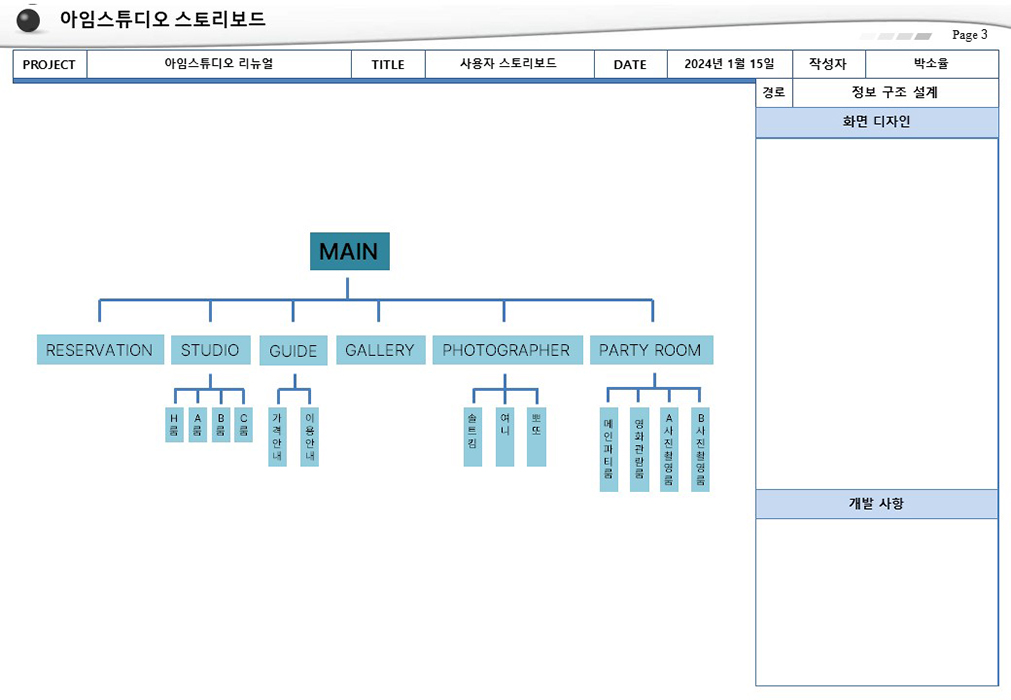 아임스튜디오 스토리보드
Page 3
PROJECT 아임스튜디오 리뉴얼 TITLE 사용자 스토리보드 DATE 2024년 1월 15일 작성자 박소율
경로 정보 구조 설계
화면 디자인
MAIN
RESERVATION STUDIO GUIDE GALLERY PHOTOGRAPHER PARTY ROOM
H룸 A룸 B룸 C룸
가격안내 이용안내
솔트킴 여니 뽀또
메인파티룸 영화관람룸 A사진촬영룸 B사진촬영룸
개발 사항